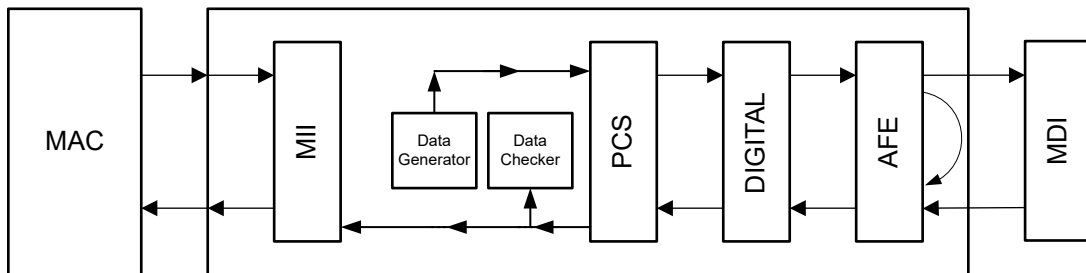 MAC
MII
Data
Generator
Data
Checker
PCS
DIGITAL
AFE
MDI